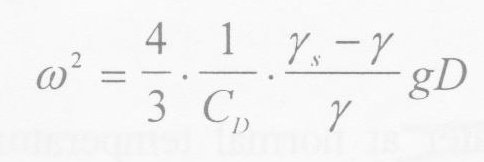 ω² = 4/3 · 1/C_D · (γ_s − γ)/γ gD